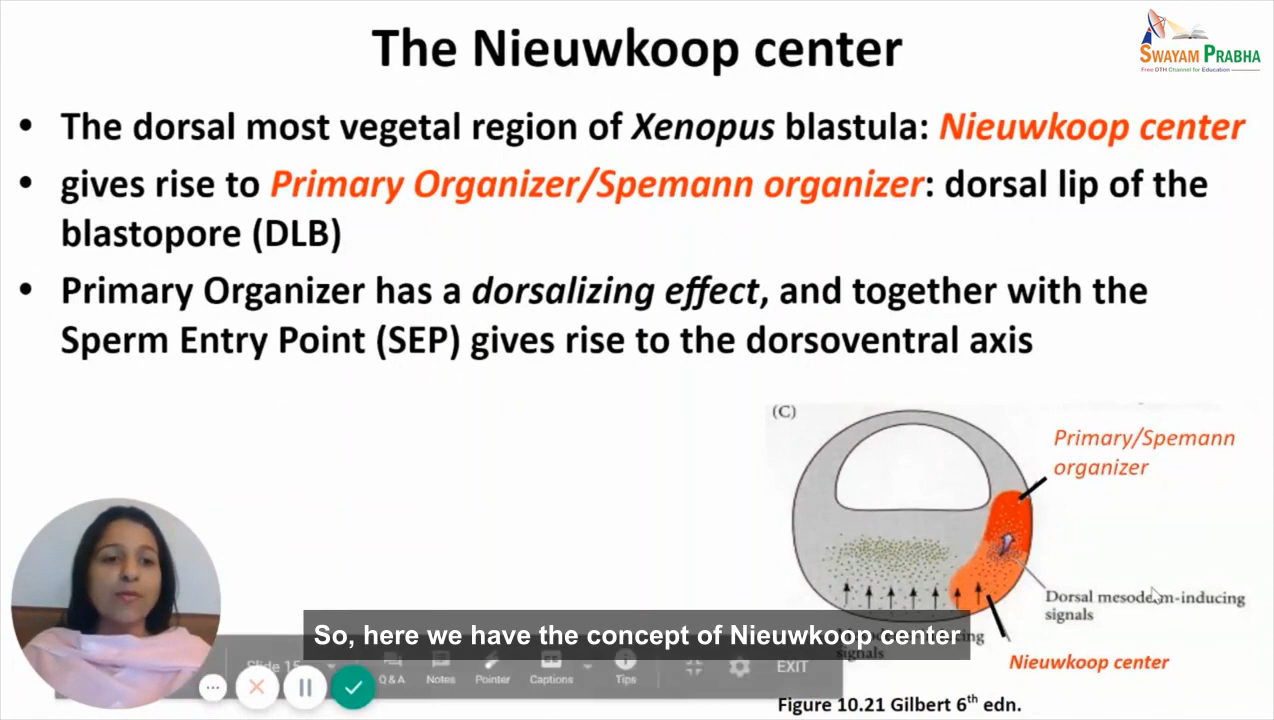 The Nieuwkoop center
SWAYAM PRABHA
Free DTH Channel for Education
• The dorsal most vegetal region of Xenopus blastula: Nieuwkoop center
• gives rise to Primary Organizer/Spemann organizer: dorsal lip of the
blastopore (DLB)
• Primary Organizer has a dorsalizing effect, and together with the
Sperm Entry Point (SEP) gives rise to the dorsoventral axis
(C)
Primary/Spemann
organizer
Dorsal mesoderm-inducing
signals
signals
Nieuwkoop center
So, here we have the concept of Nieuwkoop center
Slide 15
Q & A
Notes
Pointer
Captions
Tips
EXIT
Figure 10.21 Gilbert 6th edn.